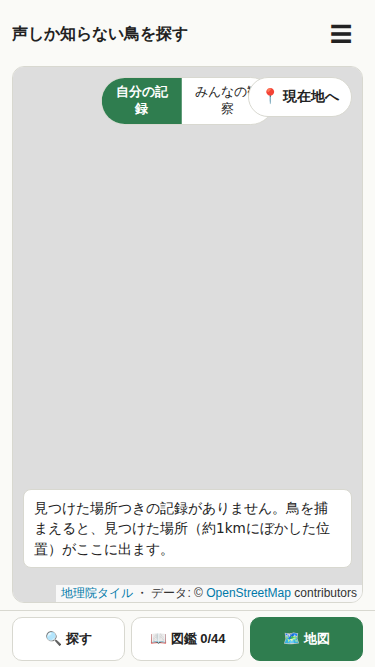 声しか知らない鳥を探す
自分の記
録
みんなの
察
📍 現在地へ
見つけた場所つきの記録がありません。鳥を捕
まえると、見つけた場所（約1kmにぼかした位
置）がここに出ます。
地理院タイル ・ データ: © OpenStreetMap contributors
🔍 探す
📖 図鑑 0/44
🗺️ 地図